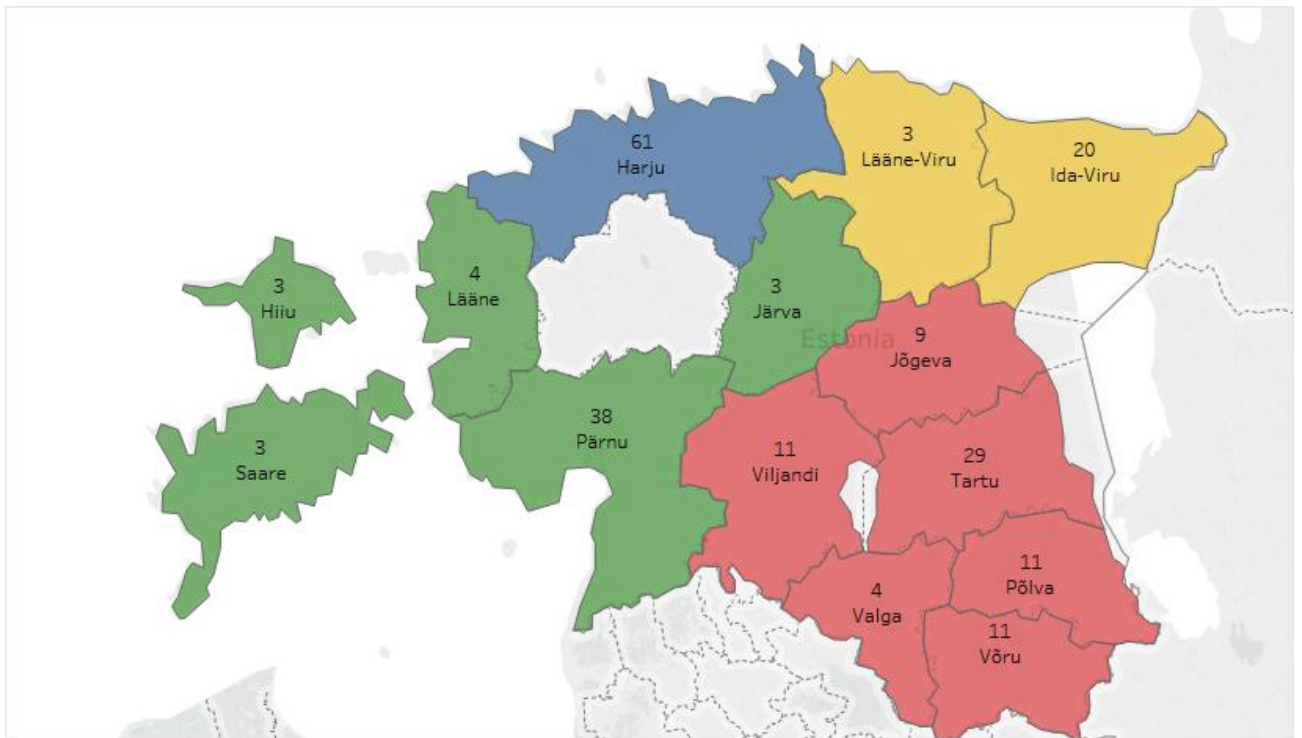 61
Harju
3
Lääne-Viru
20
Ida-Viru
3
Hiiu
4
Lääne
3
Järva
Estonia
9
Jõgeva
3
Saare
38
Pärnu
11
Viljandi
29
Tartu
4
Valga
11
Põlva
11
Võru